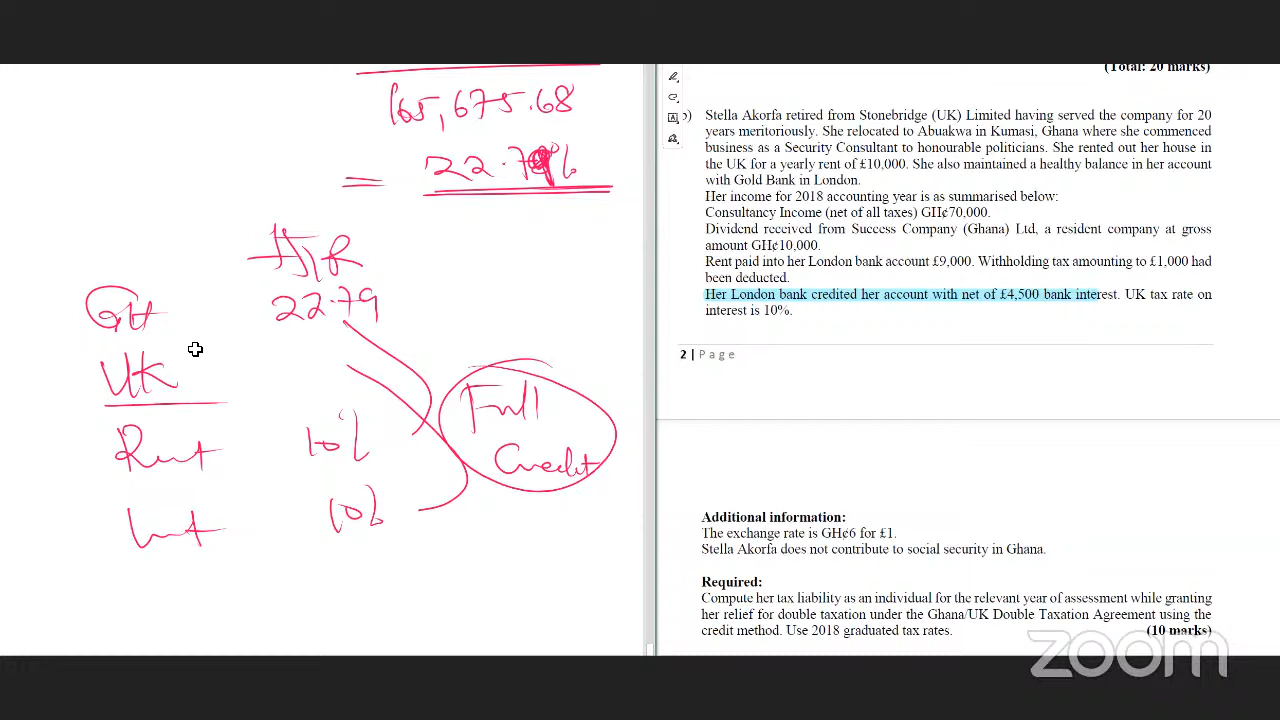 165,675.68
= 22.79%
ATR
GH 22.79
UK
Rent 10%
Int 10%
Full
Credit
(Total: 20 marks)
b) Stella Akorfa retired from Stonebridge (UK) Limited having served the company for 20
years meritoriously. She relocated to Abuakwa in Kumasi, Ghana where she commenced
business as a Security Consultant to honourable politicians. She rented out her house in
the UK for a yearly rent of £10,000. She also maintained a healthy balance in her account
with Gold Bank in London.
Her income for 2018 accounting year is as summarised below:
Consultancy Income (net of all taxes) GH¢70,000.
Dividend received from Success Company (Ghana) Ltd, a resident company at gross
amount GH¢10,000.
Rent paid into her London bank account £9,000. Withholding tax amounting to £1,000 had
been deducted.
Her London bank credited her account with net of £4,500 bank interest. UK tax rate on
interest is 10%.
2 | Page
Additional information:
The exchange rate is GH¢6 for £1.
Stella Akorfa does not contribute to social security in Ghana.
Required:
Compute her tax liability as an individual for the relevant year of assessment while granting
her relief for double taxation under the Ghana/UK Double Taxation Agreement using the
credit method. Use 2018 graduated tax rates. (10 marks)
zoom